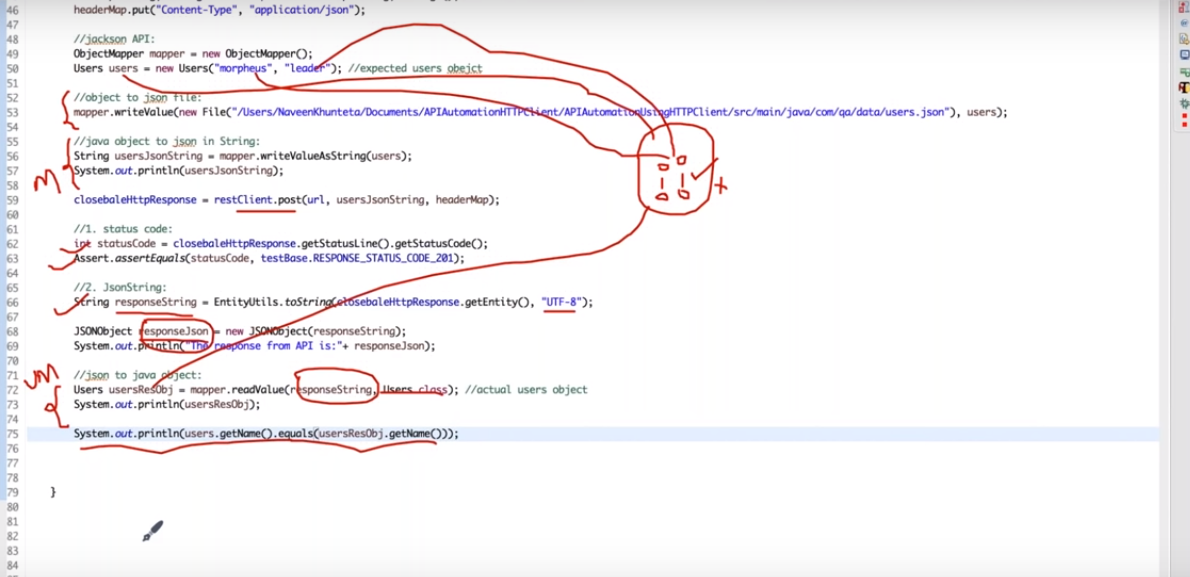 46 headerMap.put("Content-Type", "application/json");
47
48 //jackson API:
49 ObjectMapper mapper = new ObjectMapper();
50 Users users = new Users("morpheus", "leader"); //expected users obejct
51
52 //object to json file:
53 mapper.writeValue(new File("/Users/NaveenKhunteta/Documents/APIAutomationHTTPClient/APIAutomationUsingHTTPClient/src/main/java/com/qa/data/users.json"), users);
54
55 //java object to json in String:
56 String usersJsonString = mapper.writeValueAsString(users);
57 System.out.println(usersJsonString);
58
59 closebaleHttpResponse = restClient.post(url, usersJsonString, headerMap);
60
61 //1. status code:
62 int statusCode = closebaleHttpResponse.getStatusLine().getStatusCode();
63 Assert.assertEquals(statusCode, testBase.RESPONSE_STATUS_CODE_201);
64
65 //2. JsonString:
66 String responseString = EntityUtils.toString(closebaleHttpResponse.getEntity(), "UTF-8");
67
68 JSONObject responseJson = new JSONObject(responseString);
69 System.out.println("The response from API is:"+ responseJson);
70
71 //json to java object:
72 Users usersResObj = mapper.readValue(responseString, Users.class); //actual users object
73 System.out.println(usersResObj);
74
75 System.out.println(users.getName().equals(usersResObj.getName()));
76
77
78
79 }
80
81
82
83
84